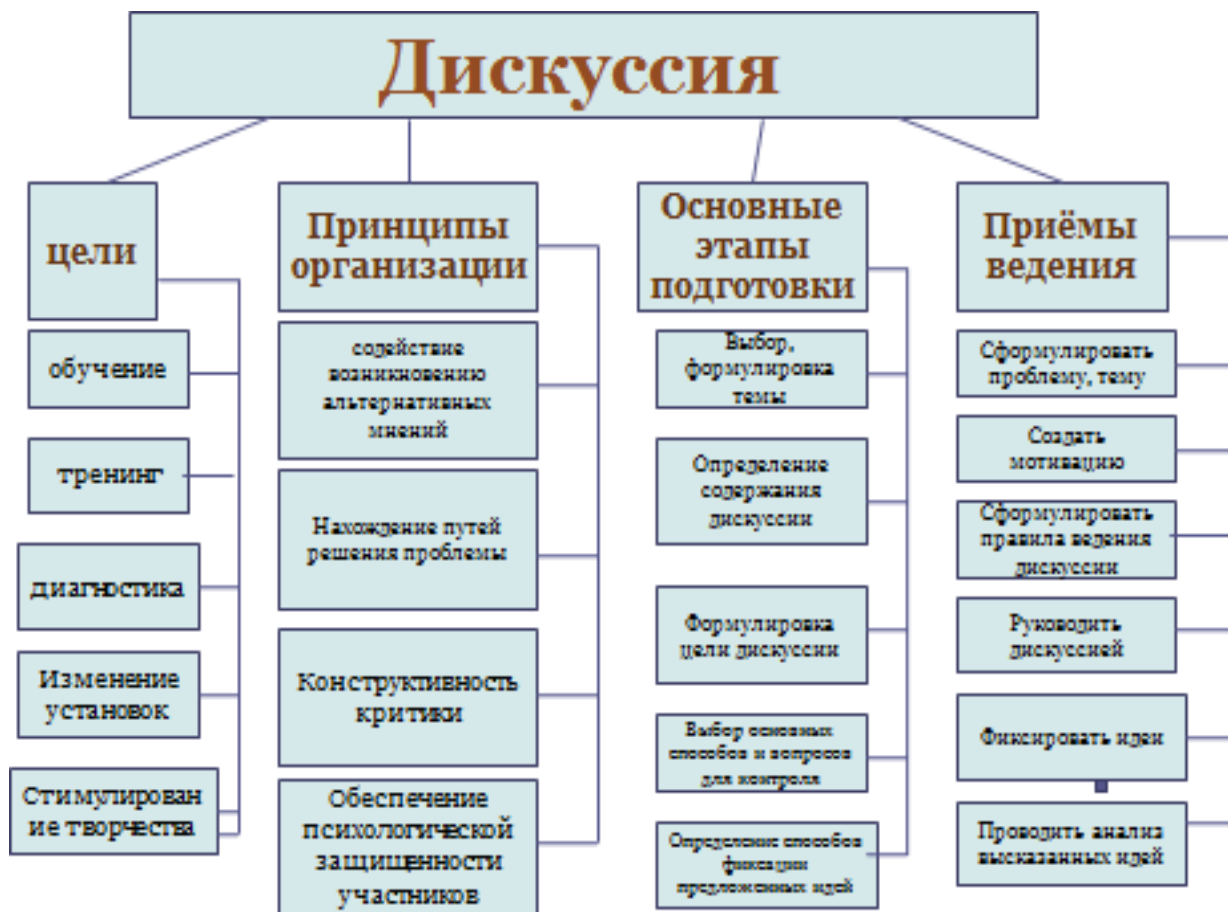 Дискуссия
цели
обучение
тренинг
диагностика
Изменение
установок
Стимулирован
ие творчества
Принципы
организации
содействие
возникновению
альтернативных
мнений
Нахождение путей
решения проблемы
Конструктивность
критики
Обеспечение
психологической
защищенности
участников
Основные
этапы
подготовки
Выбор,
формулировка
темы
Определение
содержания
дискуссии
Формулировка
цели дискуссии
Выбор основных
способов и вопросов
для контроля
Определение способов
фиксации
предложенных идей
Приёмы
ведения
Сформулировать
проблему, тему
Создать
мотивацию
Сформулировать
правила ведения
дискуссии
Руководить
дискуссией
Фиксировать идеи
Проводить анализ
высказанных идей